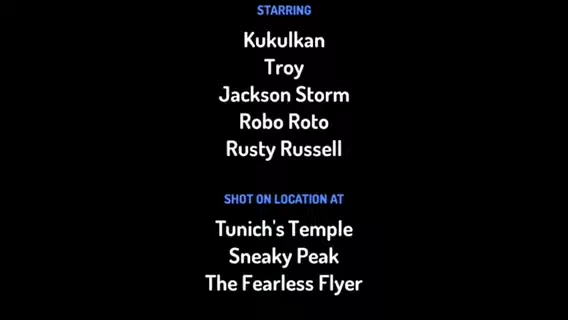 STARRING
Kukulkan
Troy
Jackson Storm
Robo Roto
Rusty Russell
SHOT ON LOCATION AT
Tunich's Temple
Sneaky Peak
The Fearless Flyer